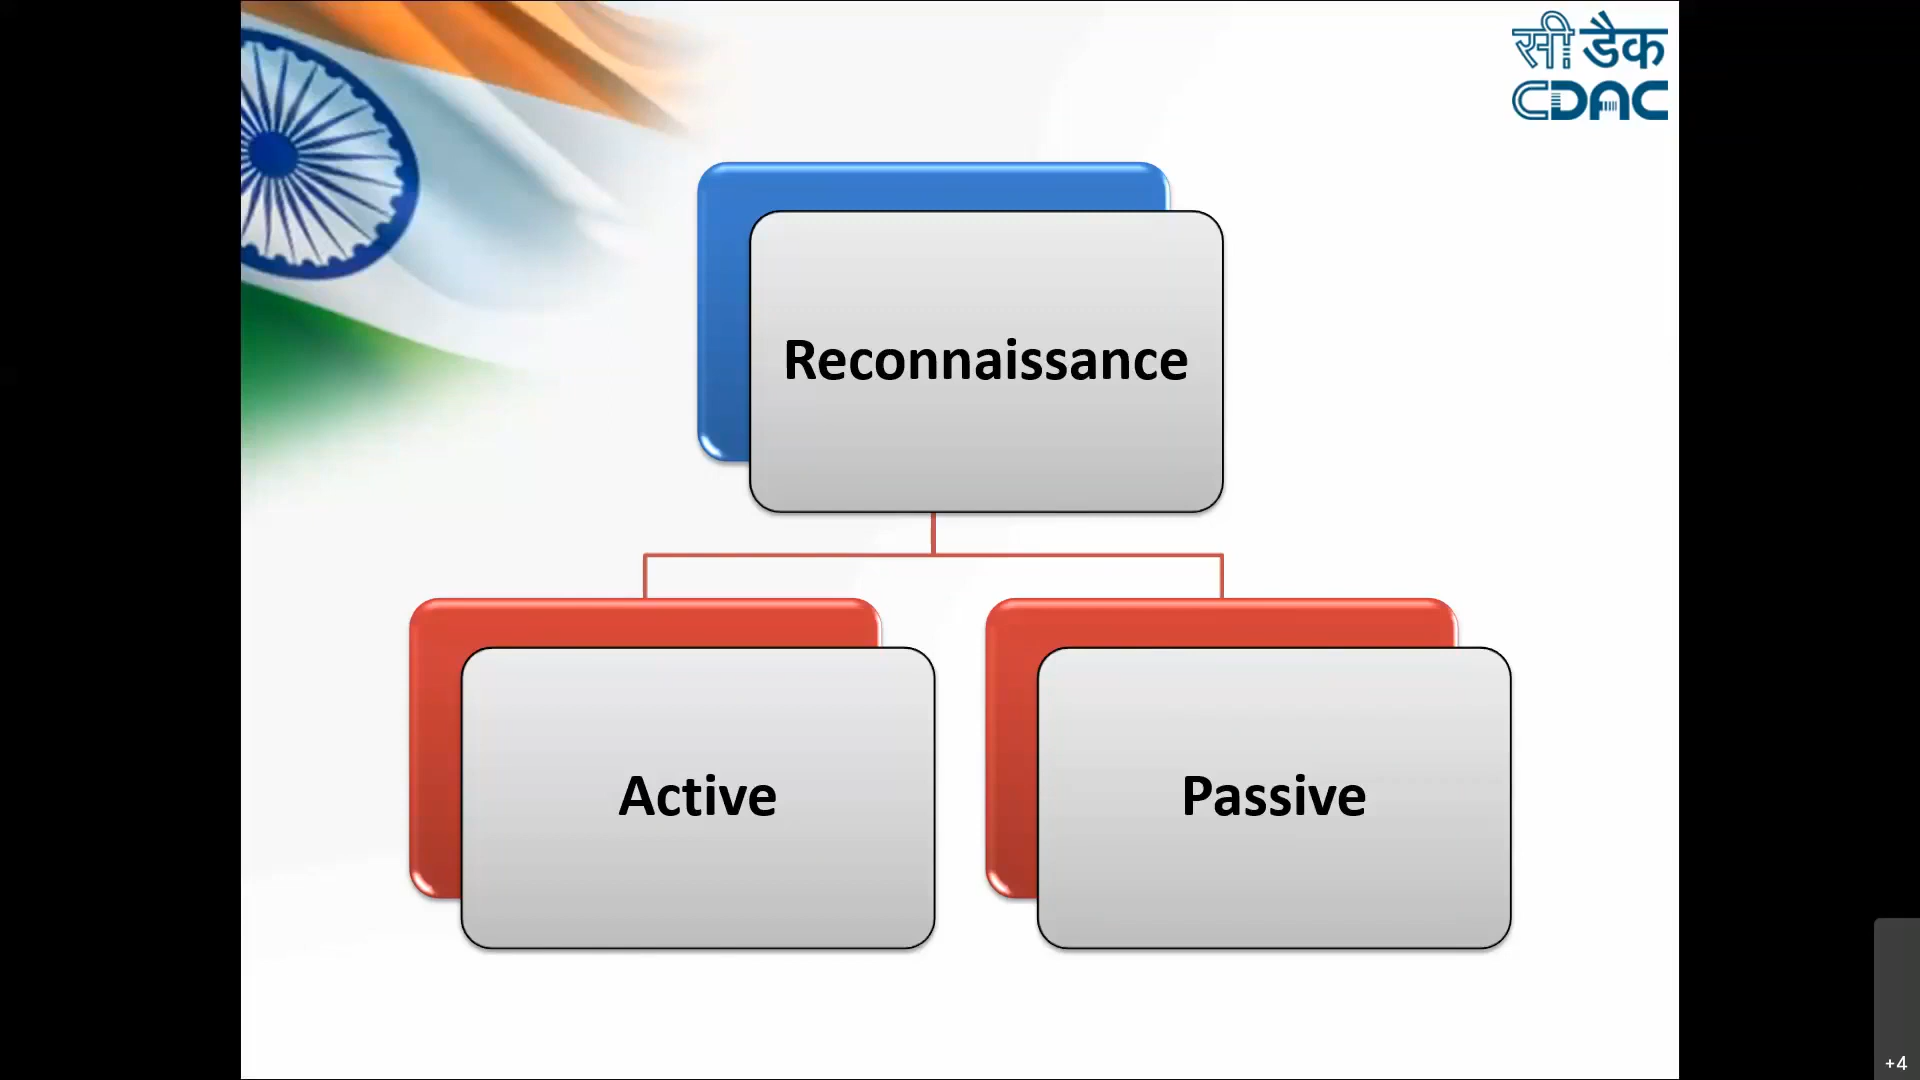 सी डैक
CDAC
Reconnaissance
Active
Passive
+4